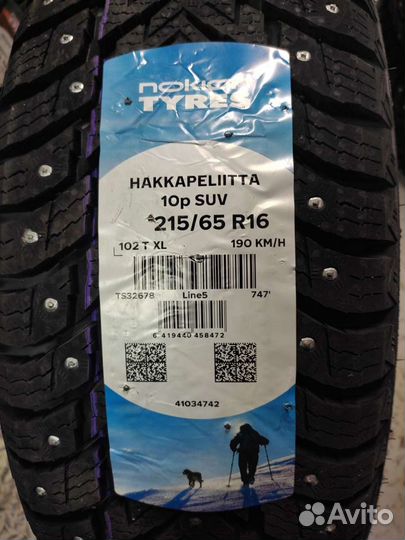 nokian
TYRES
HAKKAPELIITTA
10p SUV
215/65 R16
102 T XL 190 KM/H
TS32678 Line5 747'
6 419440 458472
41034742
Avito